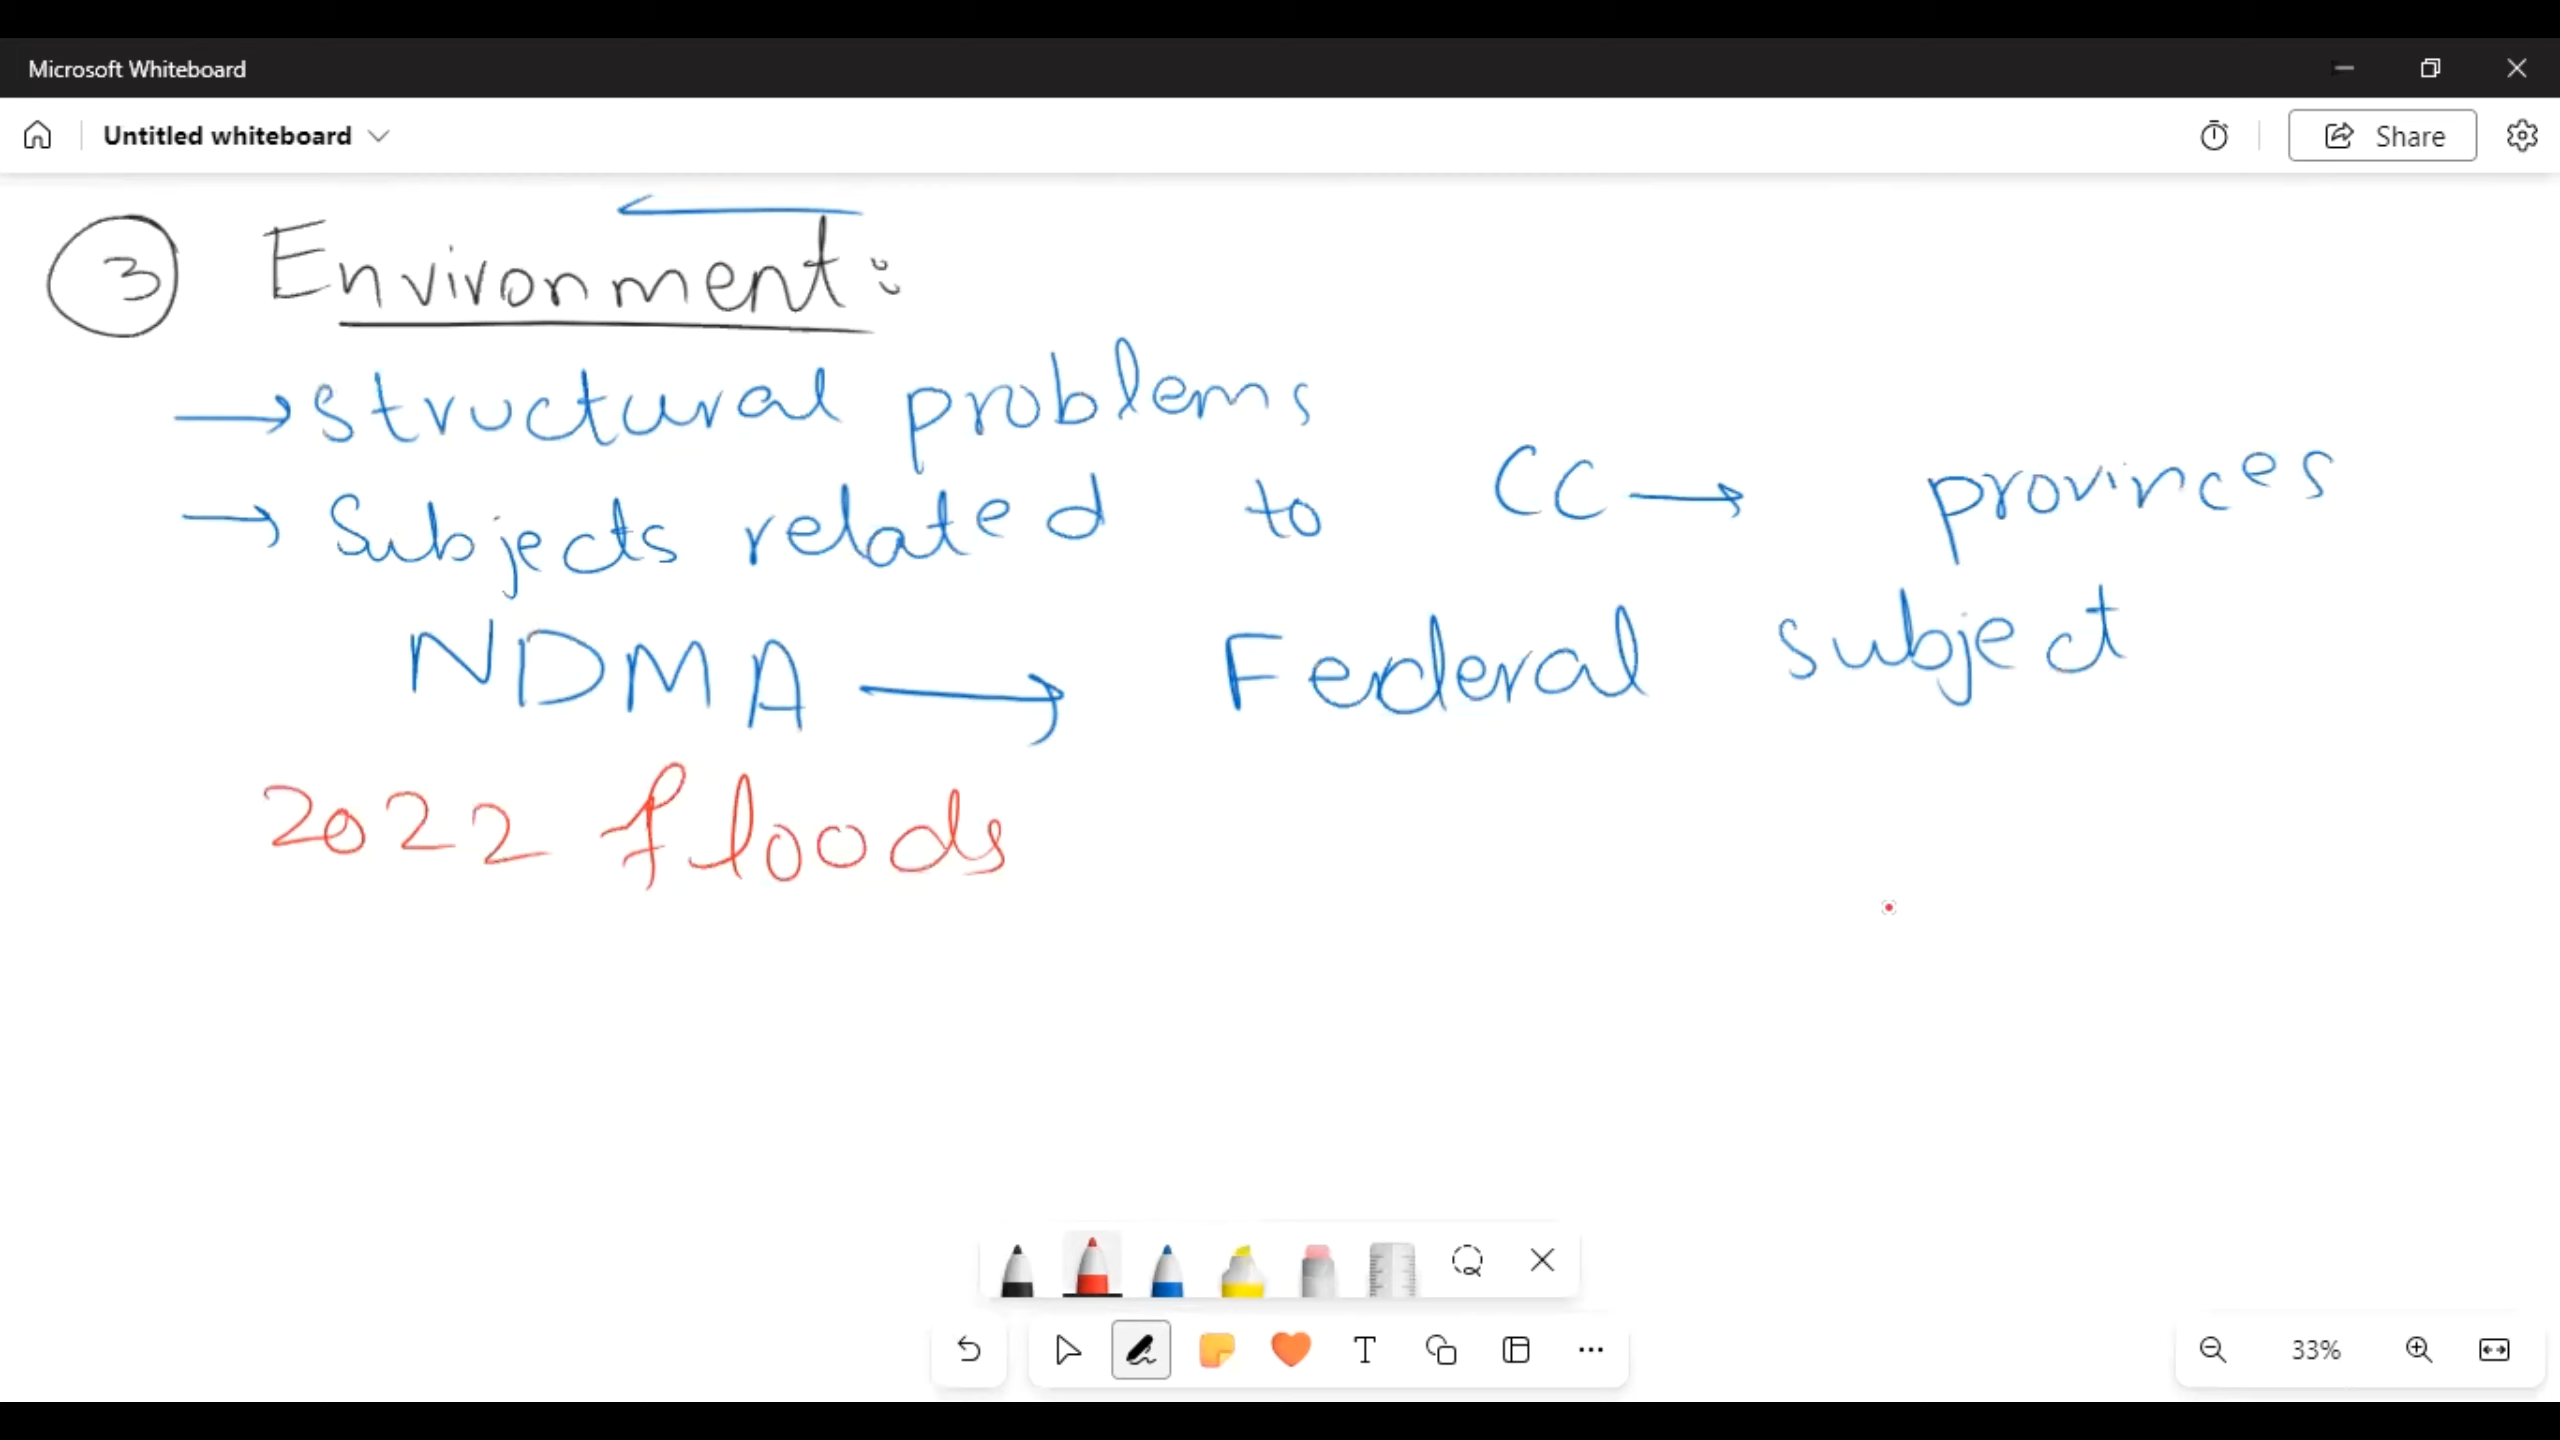 Microsoft Whiteboard
Untitled whiteboard
Share
3 Environment:
→ Structural problems
→ Subjects related to CC → provinces
NDMA → Federal subject
2022 floods
33%